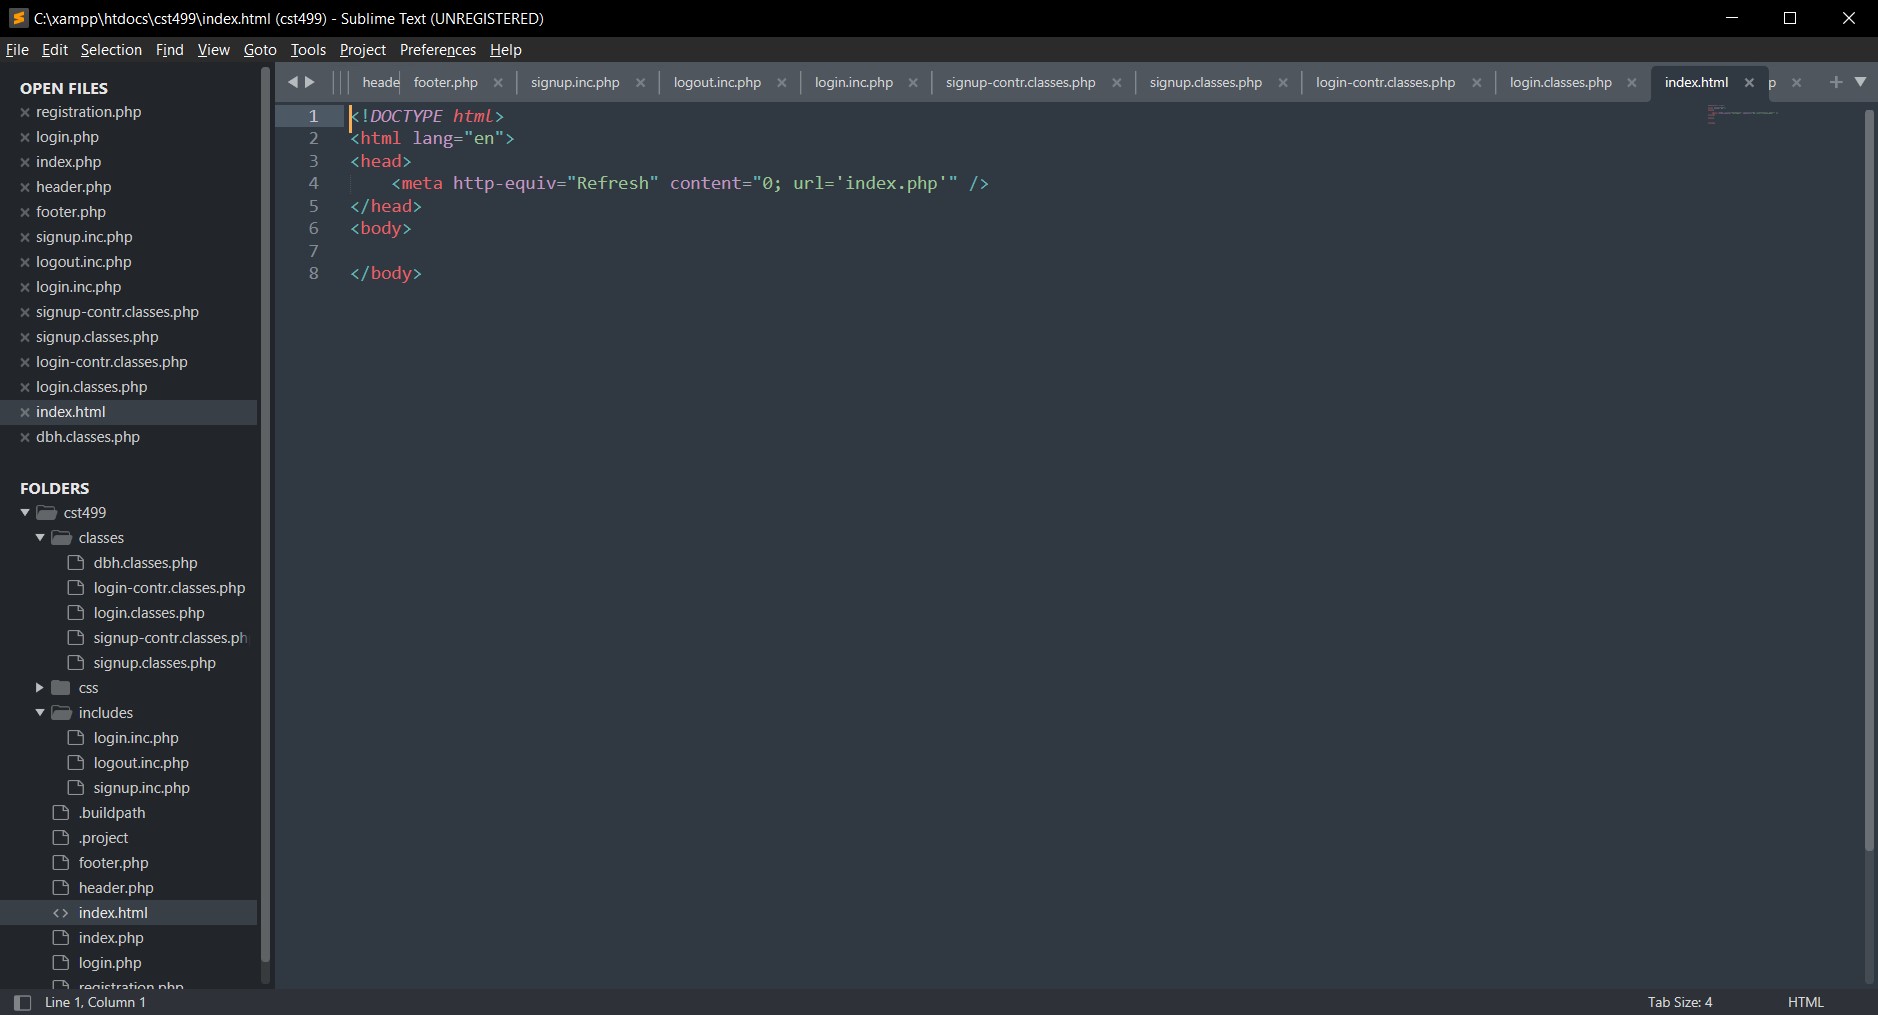 C:\xampp\htdocs\cst499\index.html (cst499) - Sublime Text (UNREGISTERED)
File Edit Selection Find View Goto Tools Project Preferences Help
OPEN FILES
registration.php
login.php
index.php
header.php
footer.php
signup.inc.php
logout.inc.php
login.inc.php
signup-contr.classes.php
signup.classes.php
login-contr.classes.php
login.classes.php
index.html
dbh.classes.php
FOLDERS
cst499
classes
dbh.classes.php
login-contr.classes.php
login.classes.php
signup-contr.classes.ph
signup.classes.php
css
includes
login.inc.php
logout.inc.php
signup.inc.php
.buildpath
.project
footer.php
header.php
index.html
index.php
login.php
registration.php
heade footer.php signup.inc.php logout.inc.php login.inc.php signup-contr.classes.php signup.classes.php login-contr.classes.php login.classes.php index.html p
1 <!DOCTYPE html>
2 <html lang="en">
3 <head>
4 <meta http-equiv="Refresh" content="0; url='index.php'" />
5 </head>
6 <body>
7
8 </body>
Line 1, Column 1 Tab Size: 4 HTML